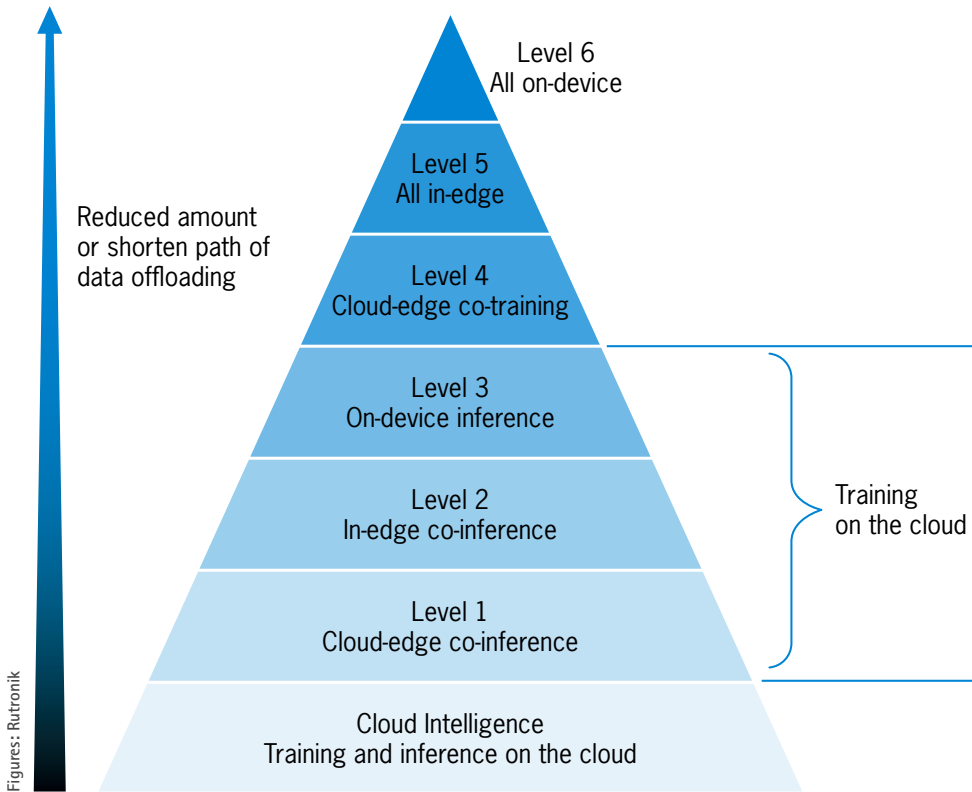 Level 6
All on-device
Level 5
All in-edge
Reduced amount
or shorten path of
data offloading
Level 4
Cloud-edge co-training
Level 3
On-device inference
Level 2
In-edge co-inference
Training
on the cloud
Level 1
Cloud-edge co-inference
Cloud Intelligence
Training and inference on the cloud
Figures: Rutronik